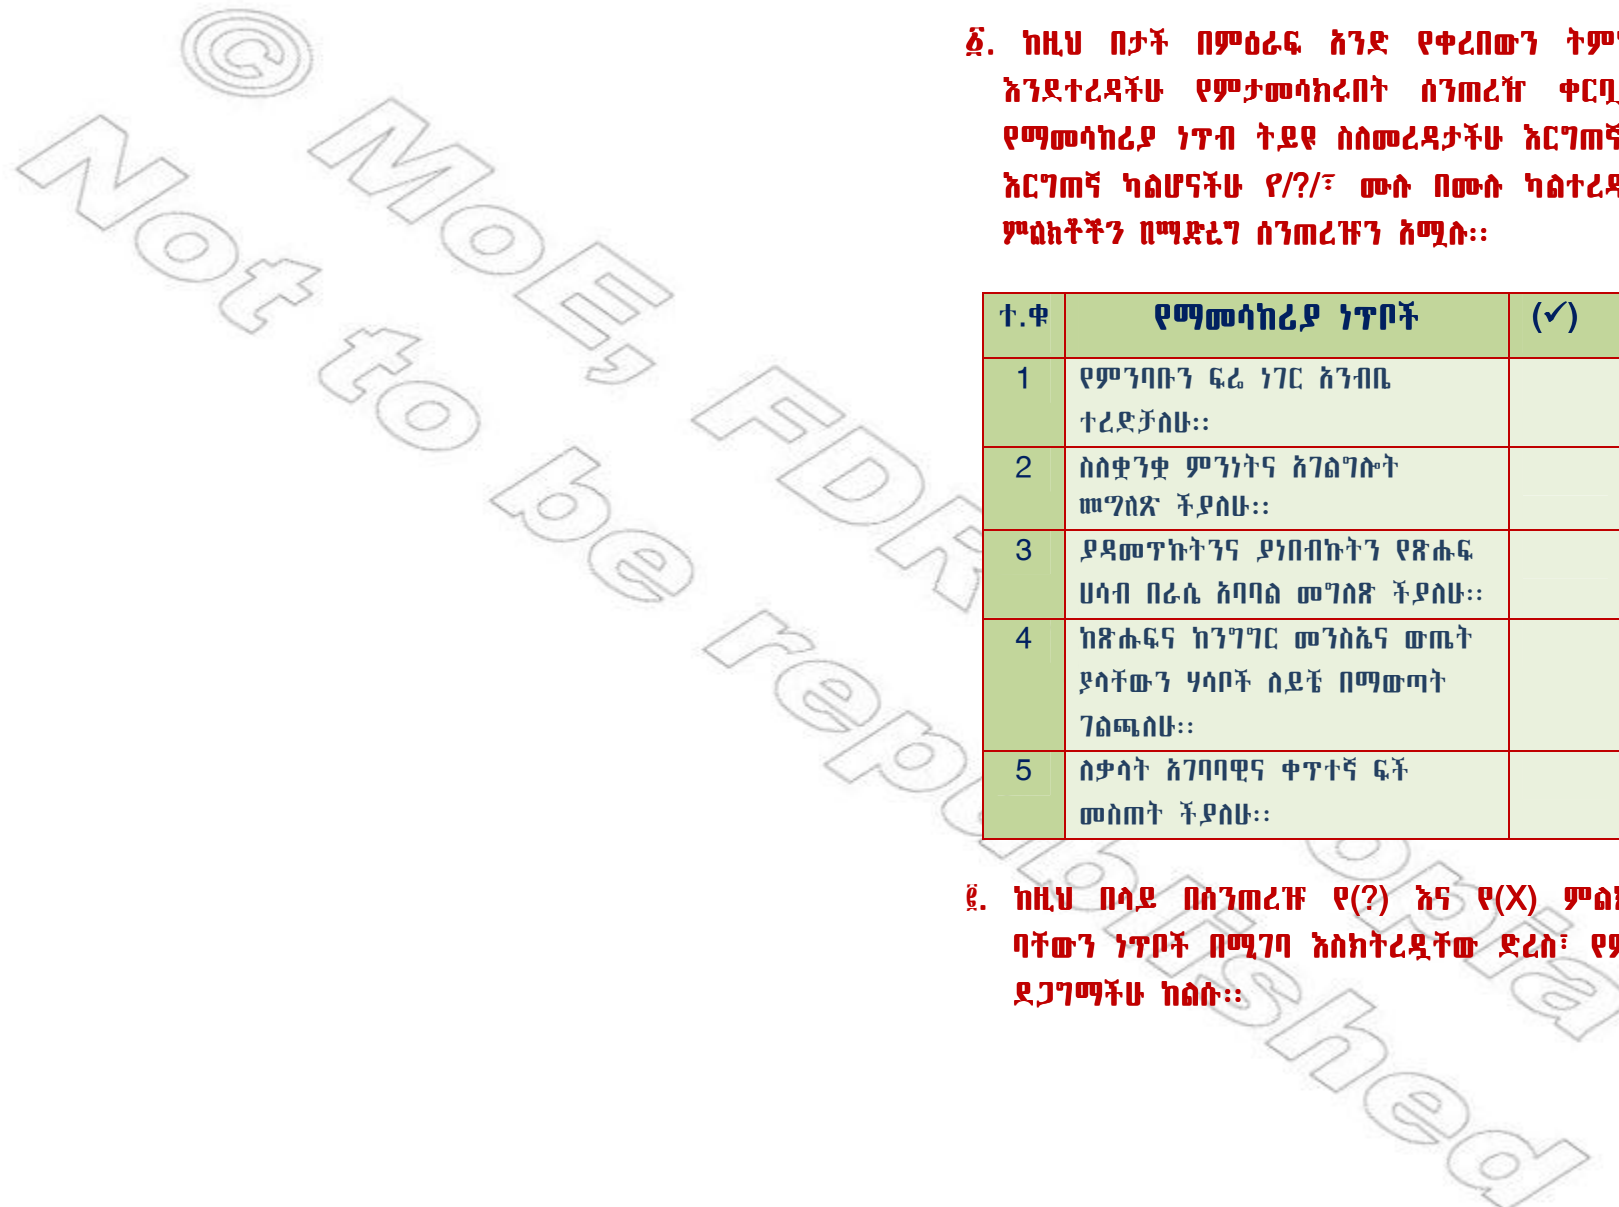 ፩. ከዚህ በታች በምዕራፍ አንድ የቀረበውን
እንደተረዳችሁ የምታመሳክሩበት ሰንጠረዥ ቀርቧ
የማመሳከሪያ ነጥብ ትይዩ ስለመረዳታችሁ እርግጠኛ
እርግጠኛ ካልሆናችሁ የ/?/፣ ሙሉ በሙሉ
ምልክቶችን በማድረግ ሰንጠረዡን አሟሉ፡፡
ተ.ቁ የማመሳከሪያ ነጥቦች (✓)
1 የምንባቡን ፍሬ ነገር አንብቤ
ተረድቻለሁ፡፡
2 ስለቋንቋ ምንነትና አገልግሎት
መግለጽ ችያለሁ፡፡
3 ያዳመጥኩትንና ያነበብኩትን የጽሑፍ
ሀሳብ በራሴ አባባል መግለጽ ችያለሁ፡፡
4 ከጽሑፍና ከንግግር መንስኤና ውጤት
ያላቸውን ሃሳቦች ለይቼ በማውጣት
ገልጫለሁ፡፡
5 ለቃላት አገባባዊና ቀጥተኛ ፍች
መስጠት ችያለሁ፡፡
፪. ከዚህ በላይ በሰንጠረዡ የ(?) እና የ(X)
ባቸውን ነጥቦች በሚገባ እስክትረዷቸው ድረስ፣
ደጋግማችሁ ከልሱ፡፡
© MoE, FDR opia
Not to be republished